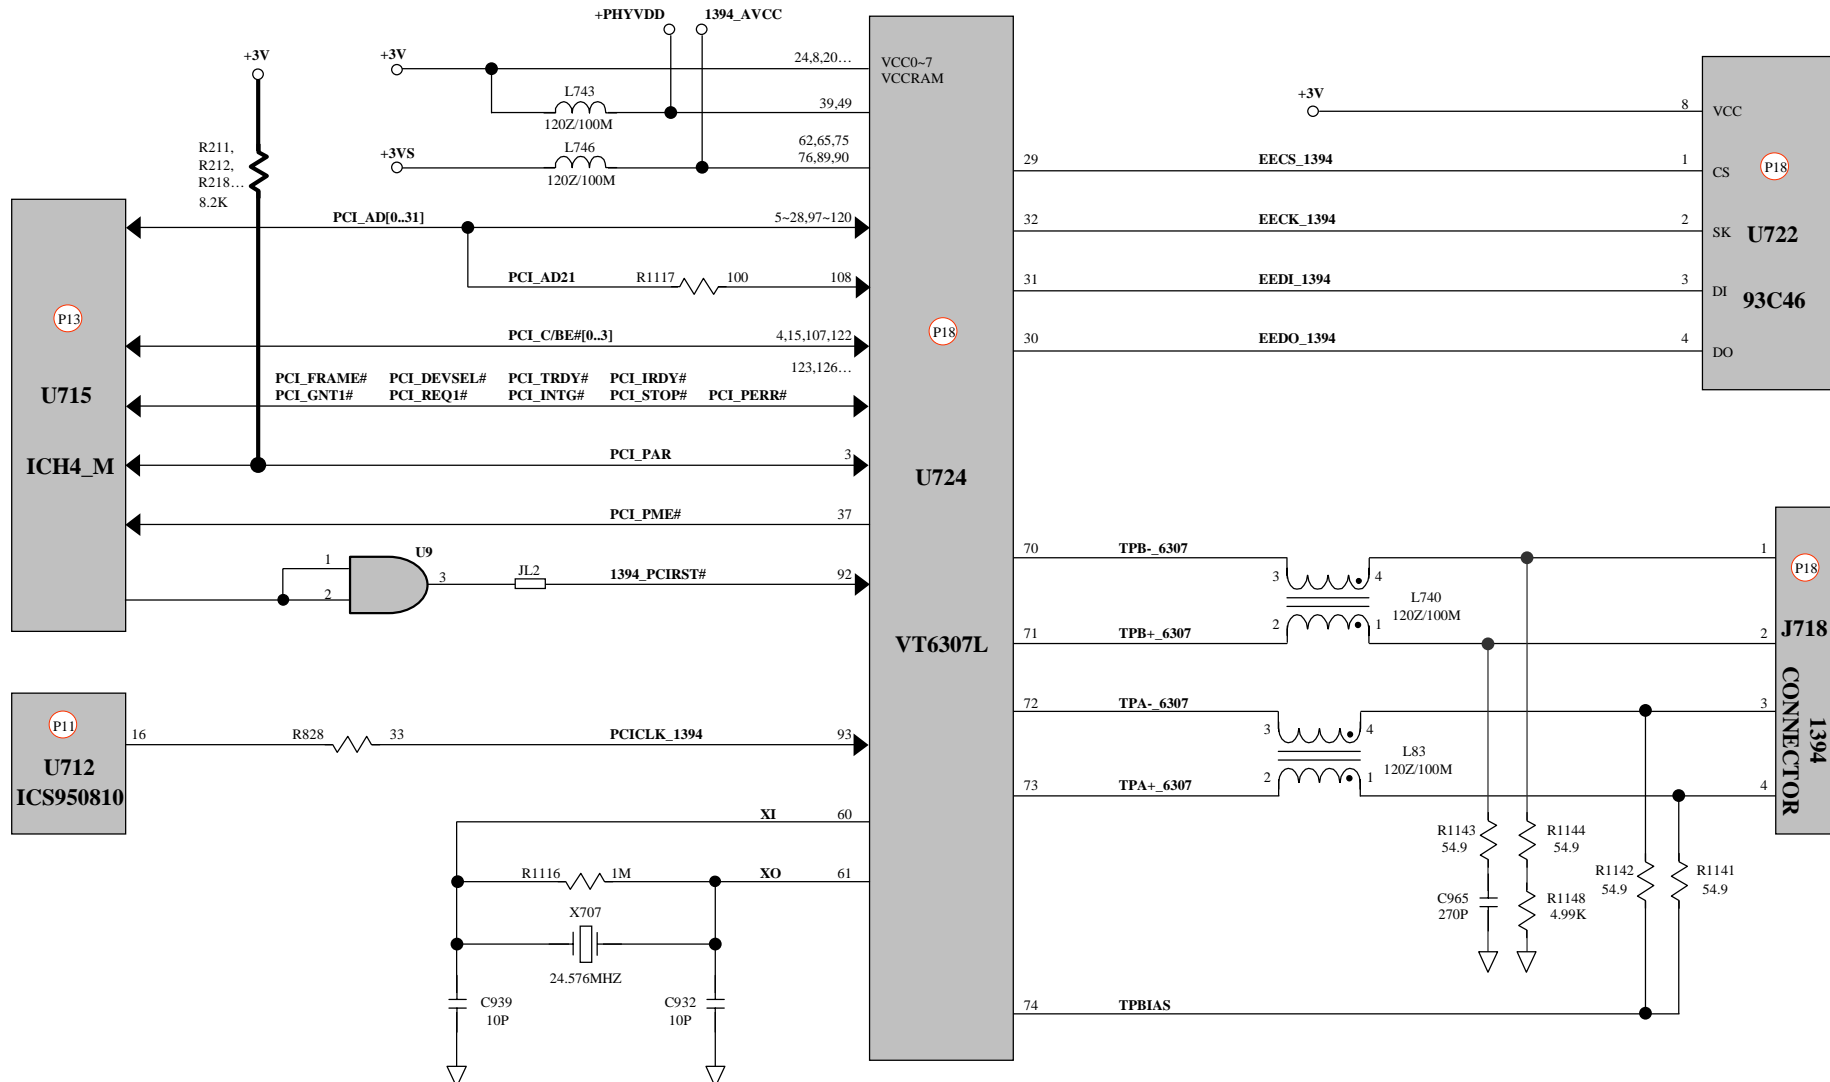 +PHYVDD
1394_AVCC
+3V
+3V
24,8,20…
VCC0~7
VCCRAM
L743
120Z/100M
39,49
+3VS
L746
120Z/100M
62,65,75
76,89,90
R211,
R212,
R218…
8.2K
+3V
8
VCC
29
EECS_1394
1
CS
P18
32
EECK_1394
2
SK
U722
31
EEDI_1394
3
DI
93C46
30
EEDO_1394
4
DO
PCI_AD[0..31]
5~28,97~120
PCI_AD21
R1117
100
108
P13
PCI_C/BE#[0..3]
4,15,107,122
P18
123,126…
PCI_FRAME#
PCI_DEVSEL#
PCI_TRDY#
PCI_IRDY#
PCI_GNT1#
PCI_REQ1#
PCI_INTG#
PCI_STOP#
PCI_PERR#
U715
ICH4_M
PCI_PAR
3
U724
PCI_PME#
37
U9
1
2
3
JL2
1394_PCIRST#
92
VT6307L
70
TPB-_6307
3
4
1
P18
L740
120Z/100M
71
TPB+_6307
2
1
2
J718
72
TPA-_6307
3
4
3
1394
CONNECTOR
L83
120Z/100M
73
TPA+_6307
2
1
4
P11
16
R828
33
PCICLK_1394
93
U712
ICS950810
XI
60
R1116
1M
XO
61
X707
24.576MHZ
C939
10P
C932
10P
R1143
54.9
R1144
54.9
R1142
54.9
R1141
54.9
C965
270P
R1148
4.99K
74
TPBIAS